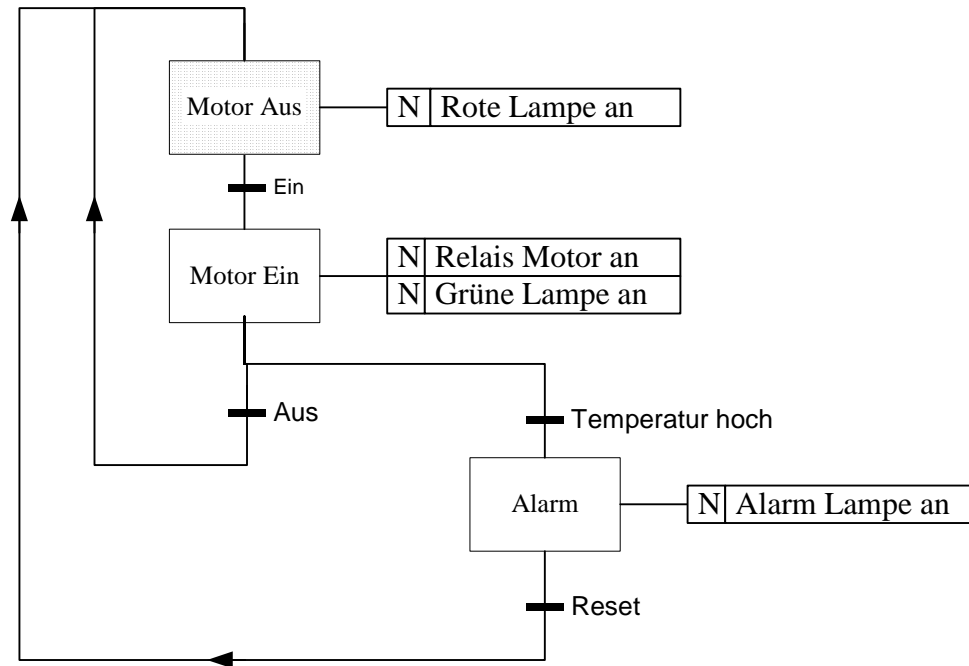 Motor Aus
N Rote Lampe an
Ein
Motor Ein
N Relais Motor an
N Grüne Lampe an
Aus
Temperatur hoch
Alarm
N Alarm Lampe an
Reset